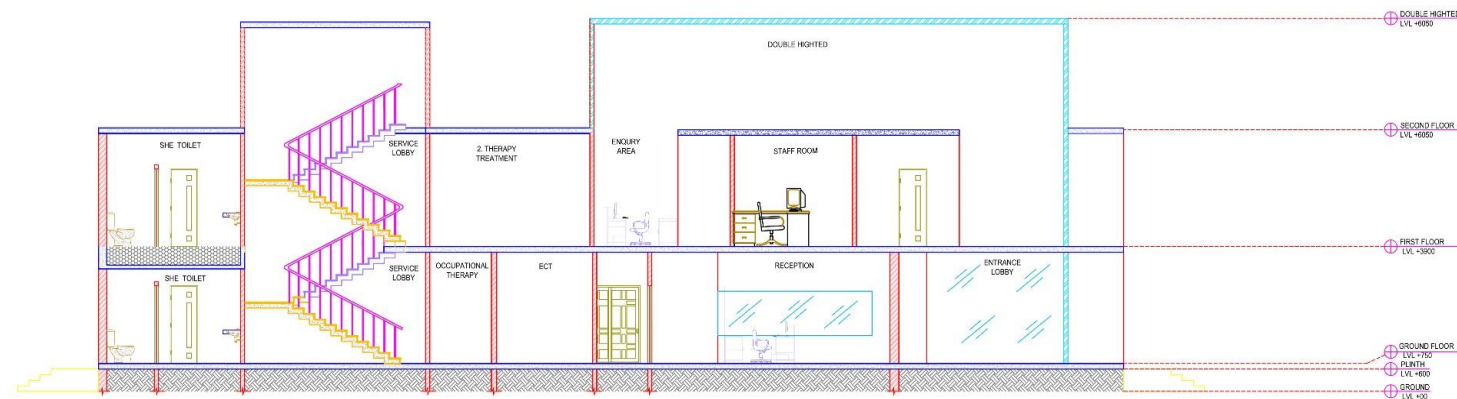 DOUBLE HIGHTED
LVL +6050
DOUBLE HIGHTED
SECOND FLOOR
LVL +6050
SHE TOILET
SERVICE
LOBBY
2. THERAPY
TREATMENT
ENQURY
AREA
STAFF ROOM
FIRST FLOOR
LVL +3900
SHE TOILET
SERVICE
LOBBY
OCCUPATIONAL
THERAPY
ECT
RECEPTION
ENTRANCE
LOBBY
GROUND FLOOR
LVL +750
PLINTH
LVL +600
GROUND
LVL +00